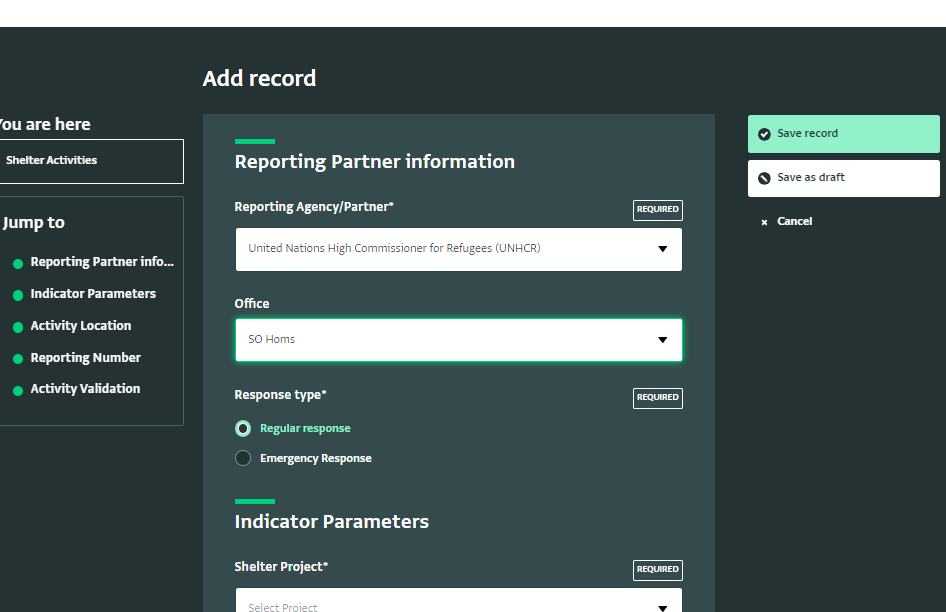 Add record
You are here
Shelter Activities
Jump to
Reporting Partner info...
Indicator Parameters
Activity Location
Reporting Number
Activity Validation
Reporting Partner information
Reporting Agency/Partner*
REQUIRED
United Nations High Commissioner for Refugees (UNHCR)
Office
SO Homs
Response type*
REQUIRED
Regular response
Emergency Response
Indicator Parameters
Shelter Project*
REQUIRED
Select Project
Save record
Save as draft
Cancel